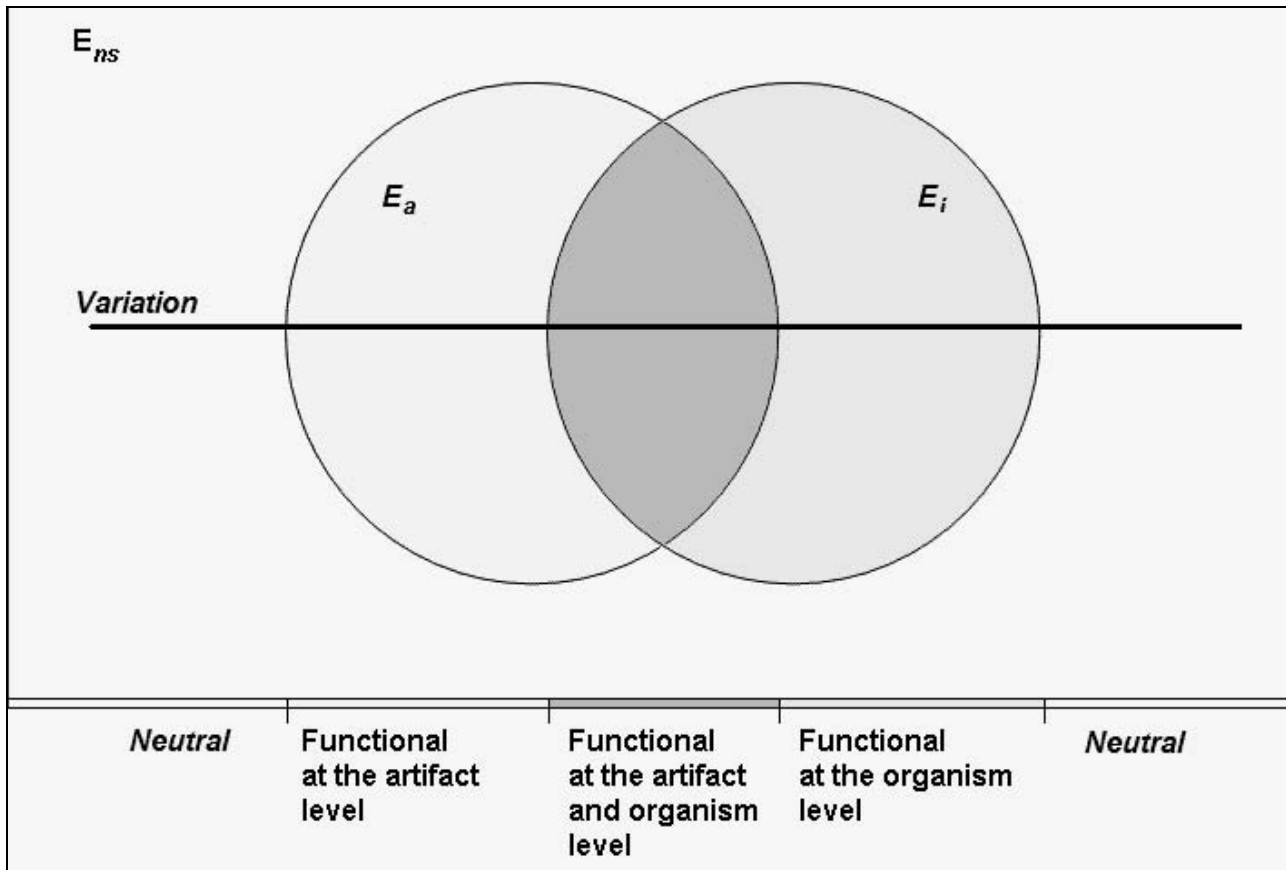 Ens
Ea
Ei
Variation
Neutral
Functional
at the artifact
level
Functional
at the artifact
and organism
level
Functional
at the organism
level
Neutral